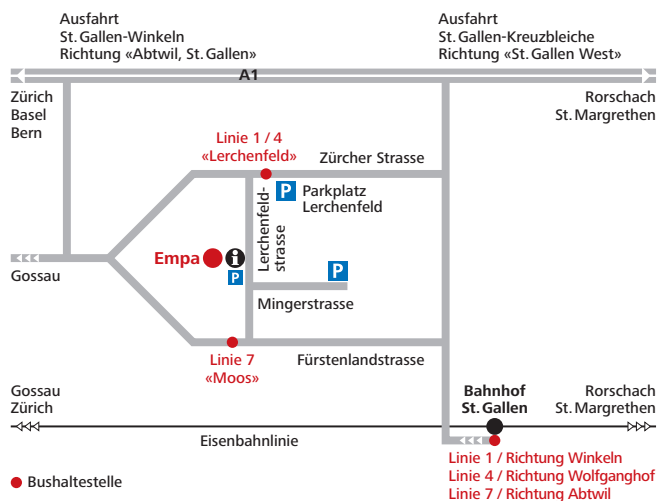 Ausfahrt
St. Gallen-Winkeln
Richtung «Abtwil, St. Gallen»
Ausfahrt
St. Gallen-Kreuzbleiche
Richtung «St. Gallen West»
A1
Zürich
Basel
Bern
Rorschach
St. Margrethen
Linie 1 / 4
«Lerchenfeld»
Zürcher Strasse
P Parkplatz
Lerchenfeld
Lerchenfeld-
strasse
Empa
i
P
P
Gossau
Mingerstrasse
Linie 7
«Moos»
Fürstenlandstrasse
Gossau
Zürich
Bahnhof
St. Gallen
Rorschach
St. Margrethen
Eisenbahnlinie
Linie 1 / Richtung Winkeln
Linie 4 / Richtung Wolfganghof
Linie 7 / Richtung Abtwil
Bushaltestelle